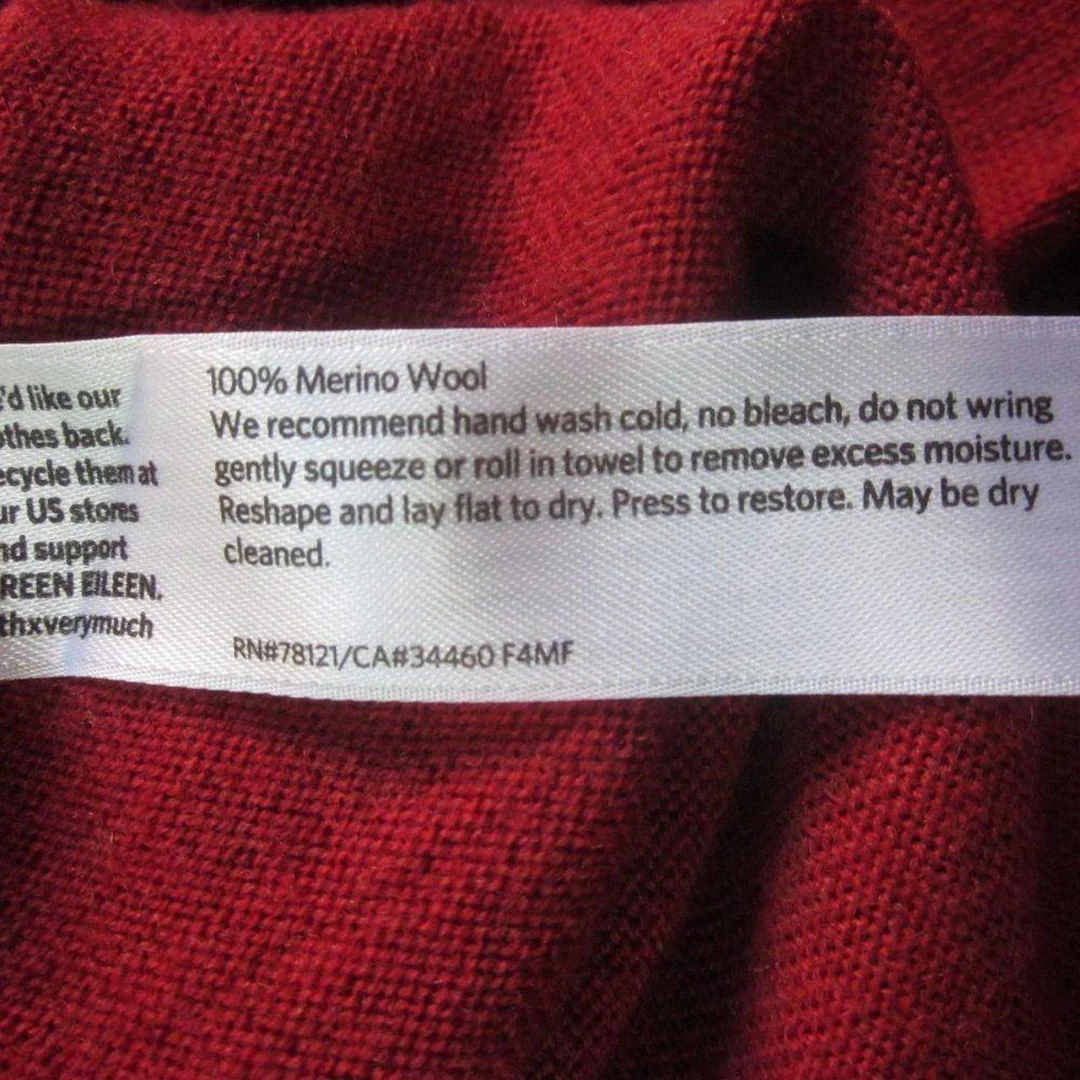 'd like our
othes back.
ecycle them at
ur US stores
nd support
REEN EILEEN.
thxverymuch
100% Merino Wool
We recommend hand wash cold, no bleach, do not wring
gently squeeze or roll in towel to remove excess moisture.
Reshape and lay flat to dry. Press to restore. May be dry
cleaned.
RN#78121/CA#34460 F4MF